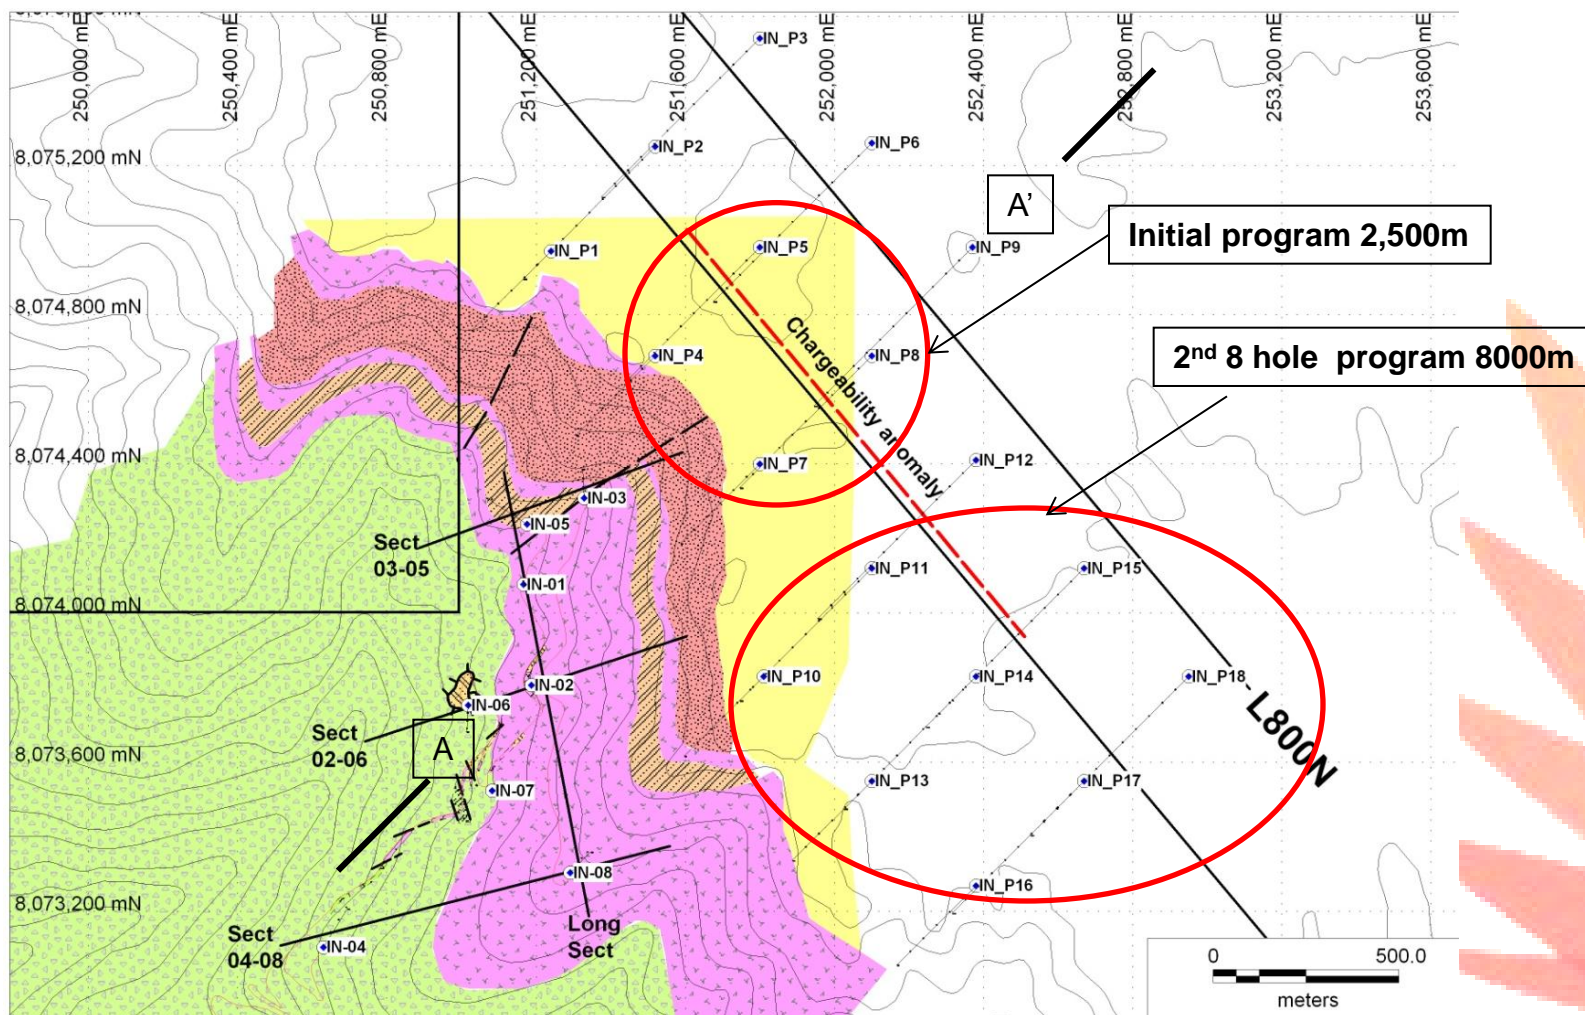 250,000 mE
250,400 mE
250,800 mE
251,200 mE
251,600 mE
252,000 mE
252,400 mE
252,800 mE
253,200 mE
253,600 mE
IN_P3
IN_P2
IN_P6
8,075,200 mN
A’
IN_P1
IN_P5
IN_P9
Initial program 2,500m
8,074,800 mN
IN_P4
IN_P8
Chargeability anomaly
2nd 8 hole program 8000m
8,074,400 mN
IN_P7
IN_P12
IN-03
IN-05
Sect
03-05
IN-01
IN_P11
IN_P15
8,074,000 mN
IN_P10
IN_P14
IN_P18
IN-02
IN-06
L800N
Sect
02-06
A
8,073,600 mN
IN-07
IN_P13
IN_P17
IN-08
IN_P16
8,073,200 mN
Long
Sect
Sect
04-08
IN-04
0 500.0
meters